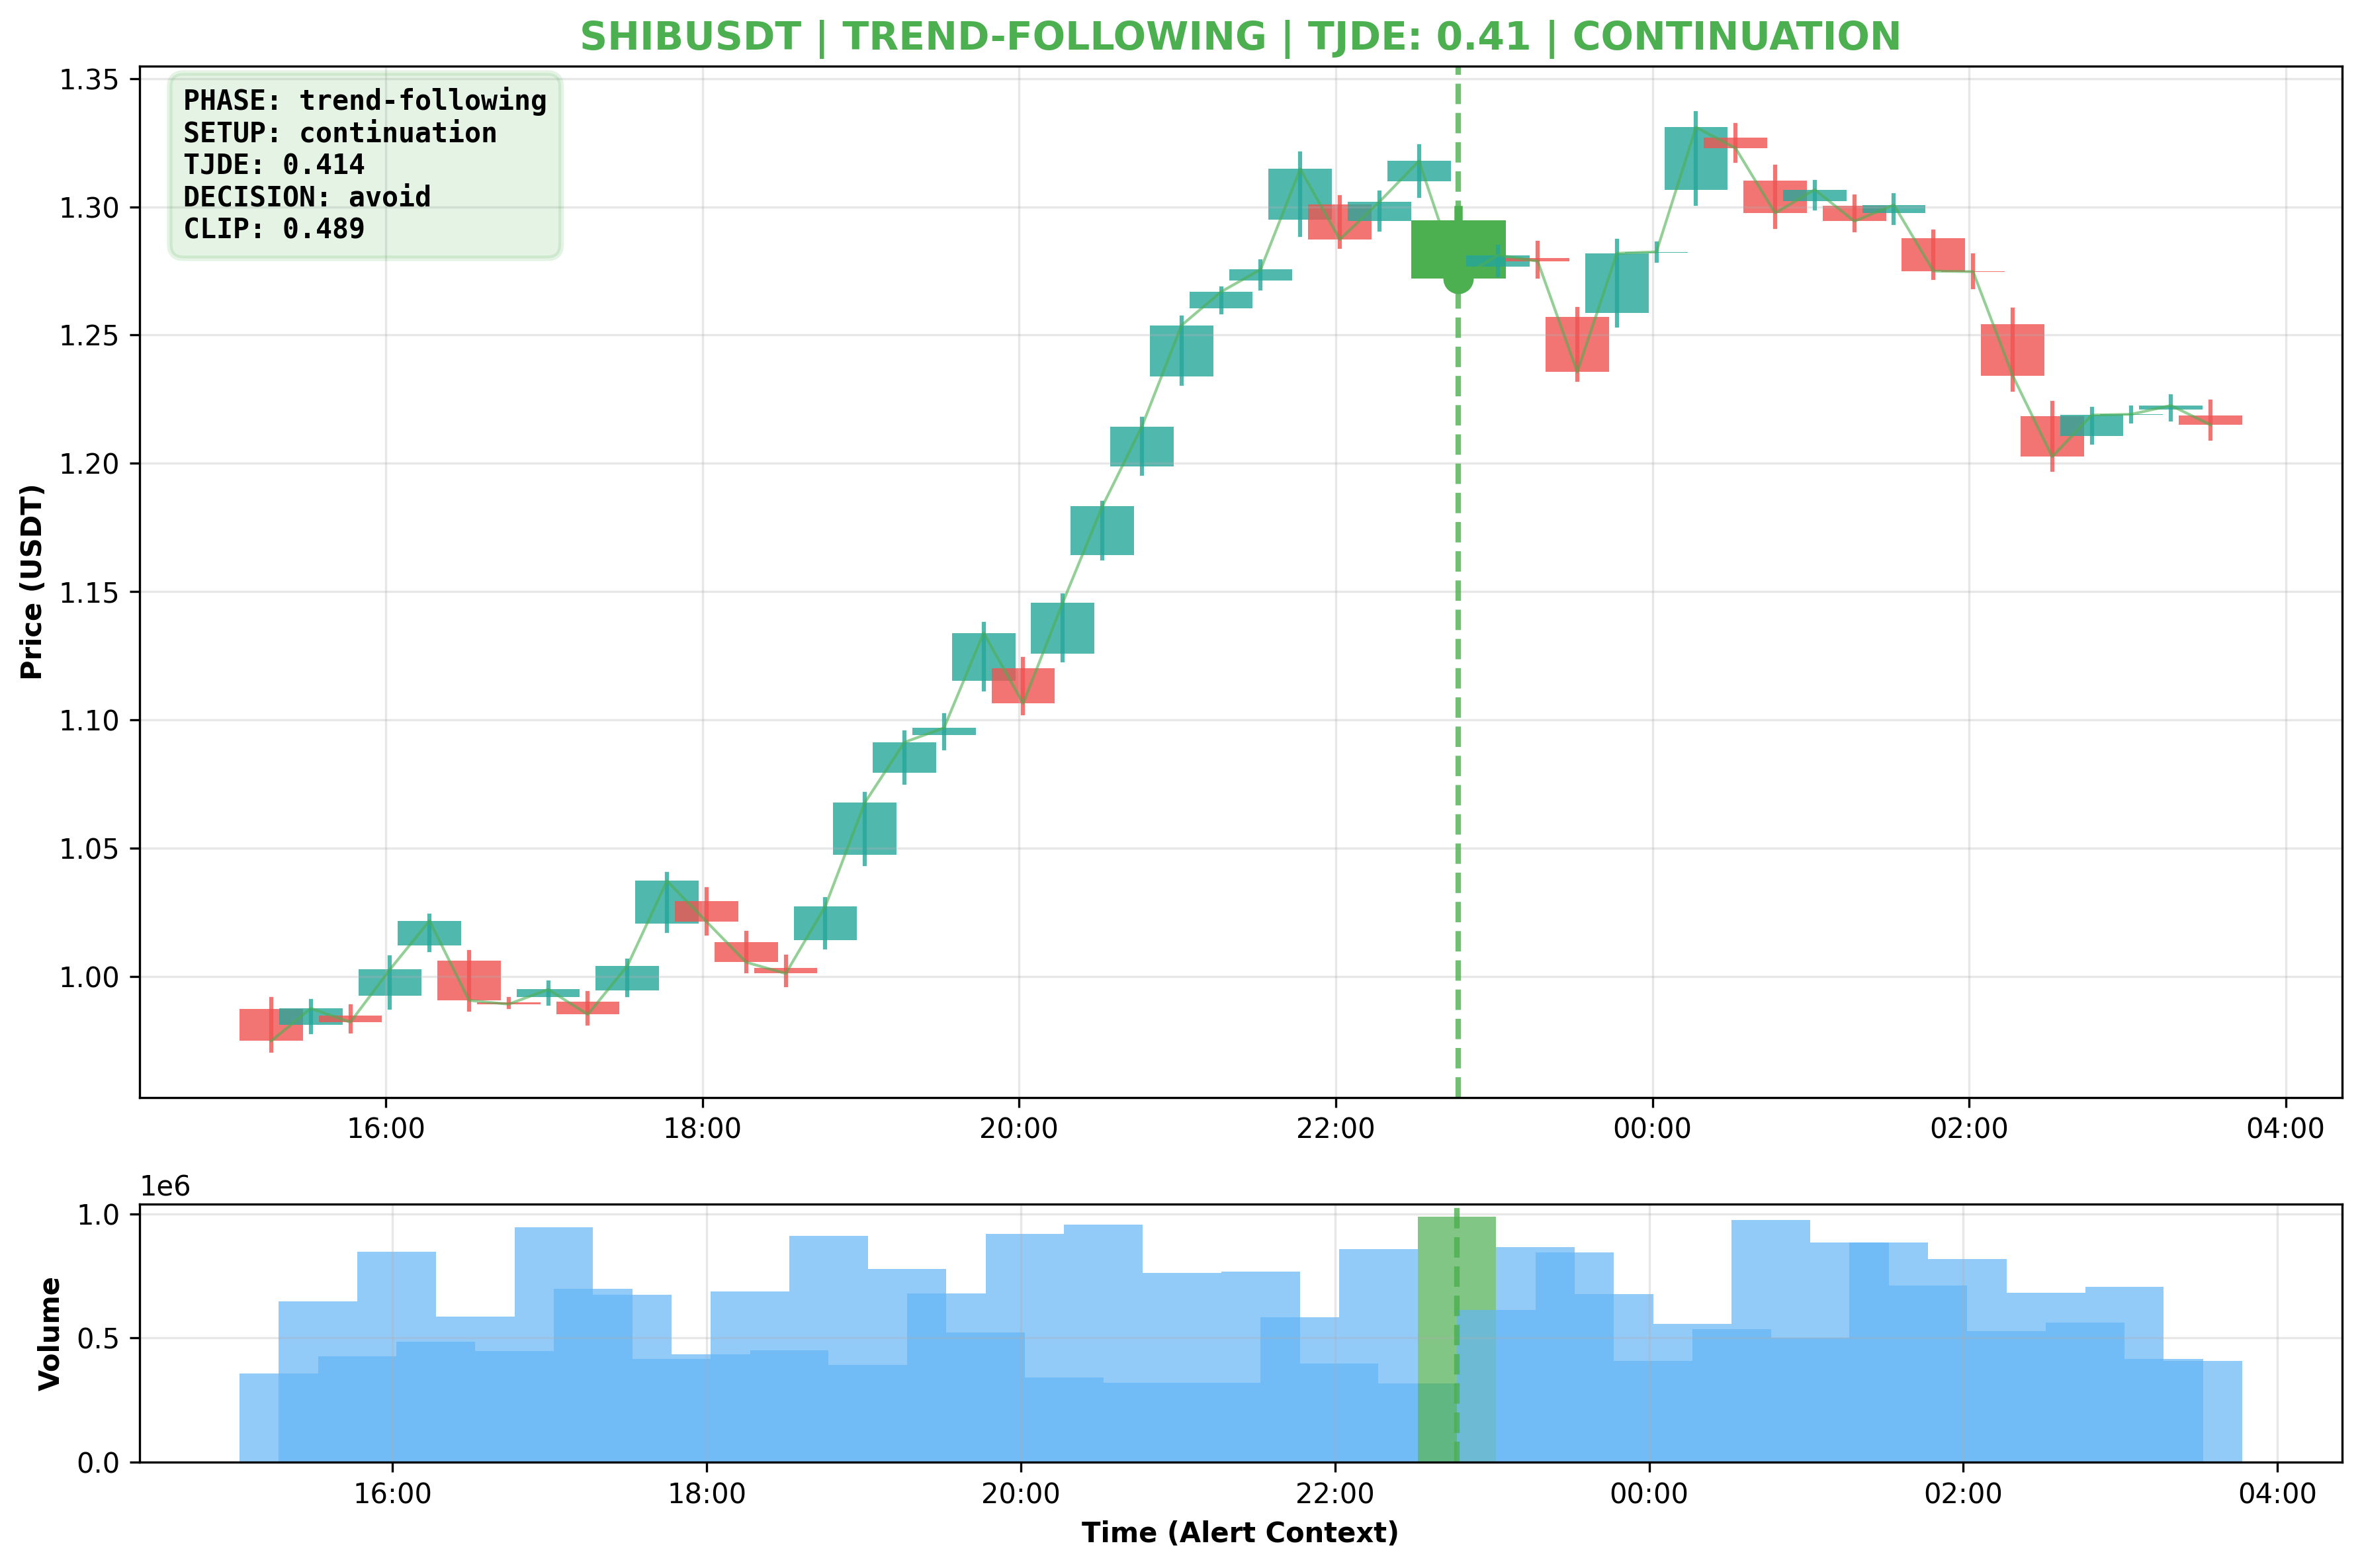 SHIBUSDT | TREND-FOLLOWING | TJDE: 0.41 | CONTINUATION
PHASE: trend-following
SETUP: continuation
TJDE: 0.414
DECISION: avoid
CLIP: 0.489
Price (USDT)
1.35
1.30
1.25
1.20
1.15
1.10
1.05
1.00
16:00 18:00 20:00 22:00 00:00 02:00 04:00
1e6
Volume
1.0
0.5
0.0
16:00 18:00 20:00 22:00 00:00 02:00 04:00
Time (Alert Context)